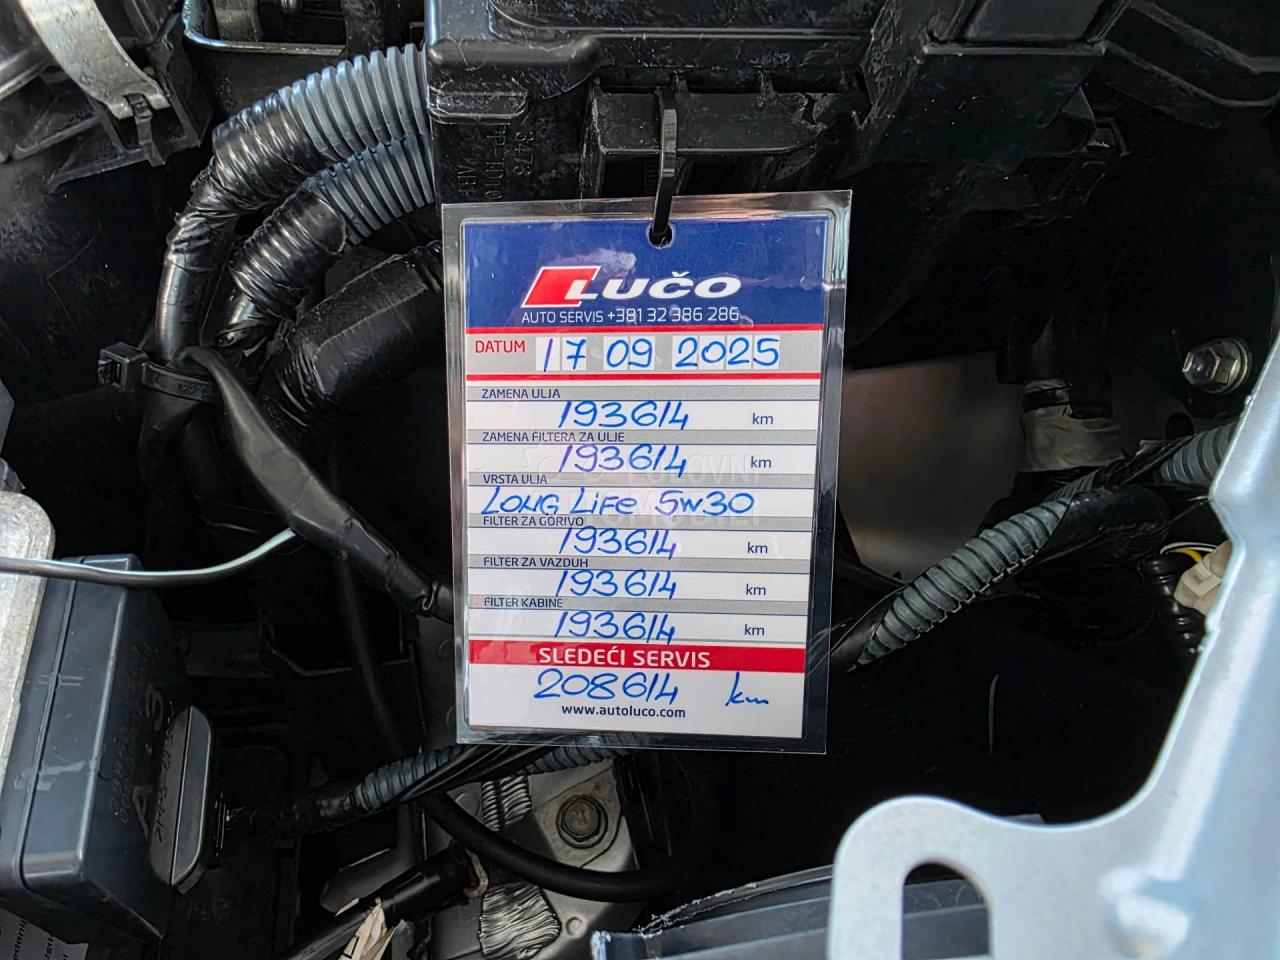 LUČO
AUTO SERVIS +381 32 386 286
DATUM 17 09 2025
ZAMENA ULJA
193614 km
ZAMENA FILTERA ZA ULJE
193614 km
VRSTA ULJA
LONG LIFE 5W30
FILTER ZA GORIVO
193614 km
FILTER ZA VAZDUH
193614 km
FILTER KABINE
193614 km
SLEDEĆI SERVIS
208614 km
www.autoluco.com